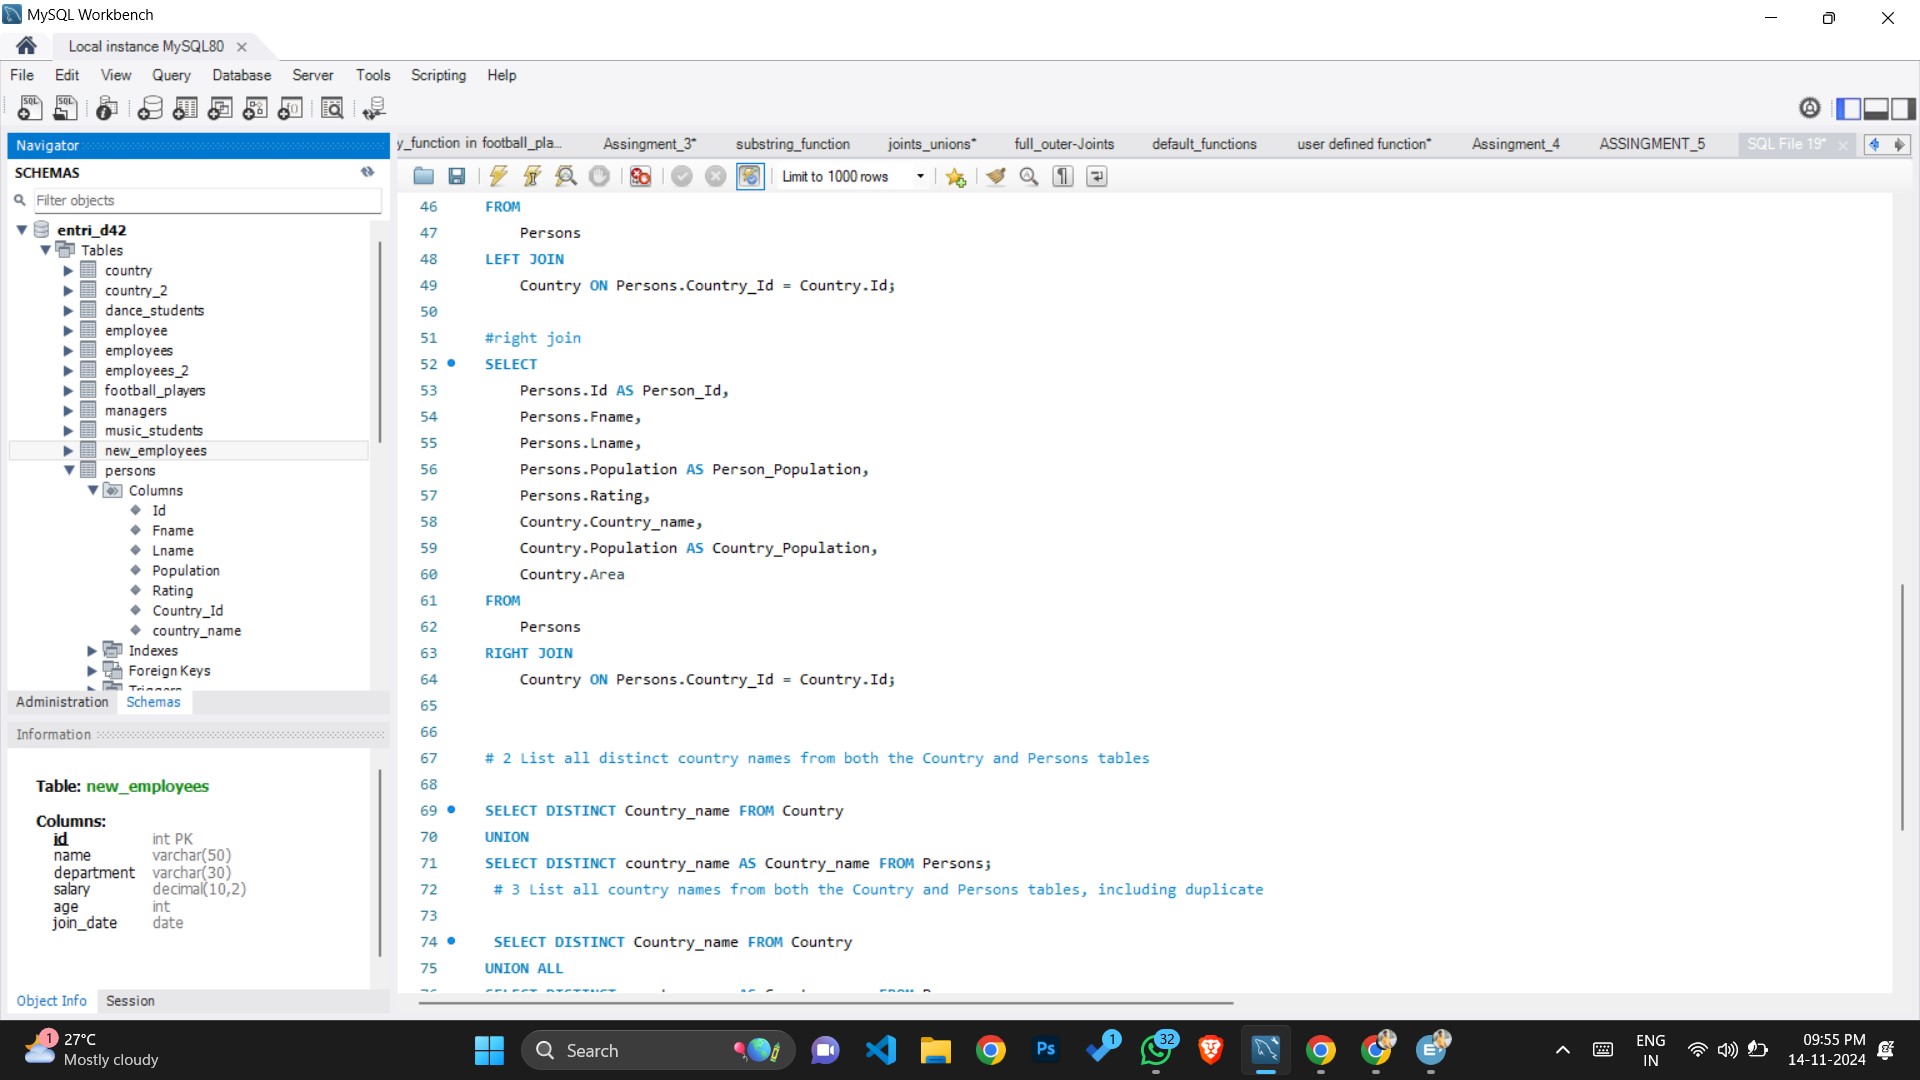 MySQL Workbench
Local instance MySQL80
File Edit View Query Database Server Tools Scripting Help
Navigator
SCHEMAS
Filter objects
entri_d42
Tables
country
country_2
dance_students
employee
employees
employees_2
football_players
managers
music_students
new_employees
persons
Columns
Id
Fname
Lname
Population
Rating
Country_Id
country_name
Indexes
Foreign Keys
Triggers
Administration Schemas
Information
Table: new_employees
Columns:
id int PK
name varchar(50)
department varchar(30)
salary decimal(10,2)
age int
join_date date
Object Info Session
y_function in football_pla... Assingment_3* substring_function joints_unions* full_outer-Joints default_functions user defined function* Assingment_4 ASSINGMENT_5 SQL File 19*
Limit to 1000 rows
46 FROM
47 Persons
48 LEFT JOIN
49 Country ON Persons.Country_Id = Country.Id;
50
51 #right join
52 SELECT
53 Persons.Id AS Person_Id,
54 Persons.Fname,
55 Persons.Lname,
56 Persons.Population AS Person_Population,
57 Persons.Rating,
58 Country.Country_name,
59 Country.Population AS Country_Population,
60 Country.Area
61 FROM
62 Persons
63 RIGHT JOIN
64 Country ON Persons.Country_Id = Country.Id;
65
66
67 # 2 List all distinct country names from both the Country and Persons tables
68
69 SELECT DISTINCT Country_name FROM Country
70 UNION
71 SELECT DISTINCT country_name AS Country_name FROM Persons;
72 # 3 List all country names from both the Country and Persons tables, including duplicate
73
74 SELECT DISTINCT Country_name FROM Country
75 UNION ALL
1
27°C
Mostly cloudy
Search
Ps
1
32
ENG
IN
09:55 PM
14-11-2024